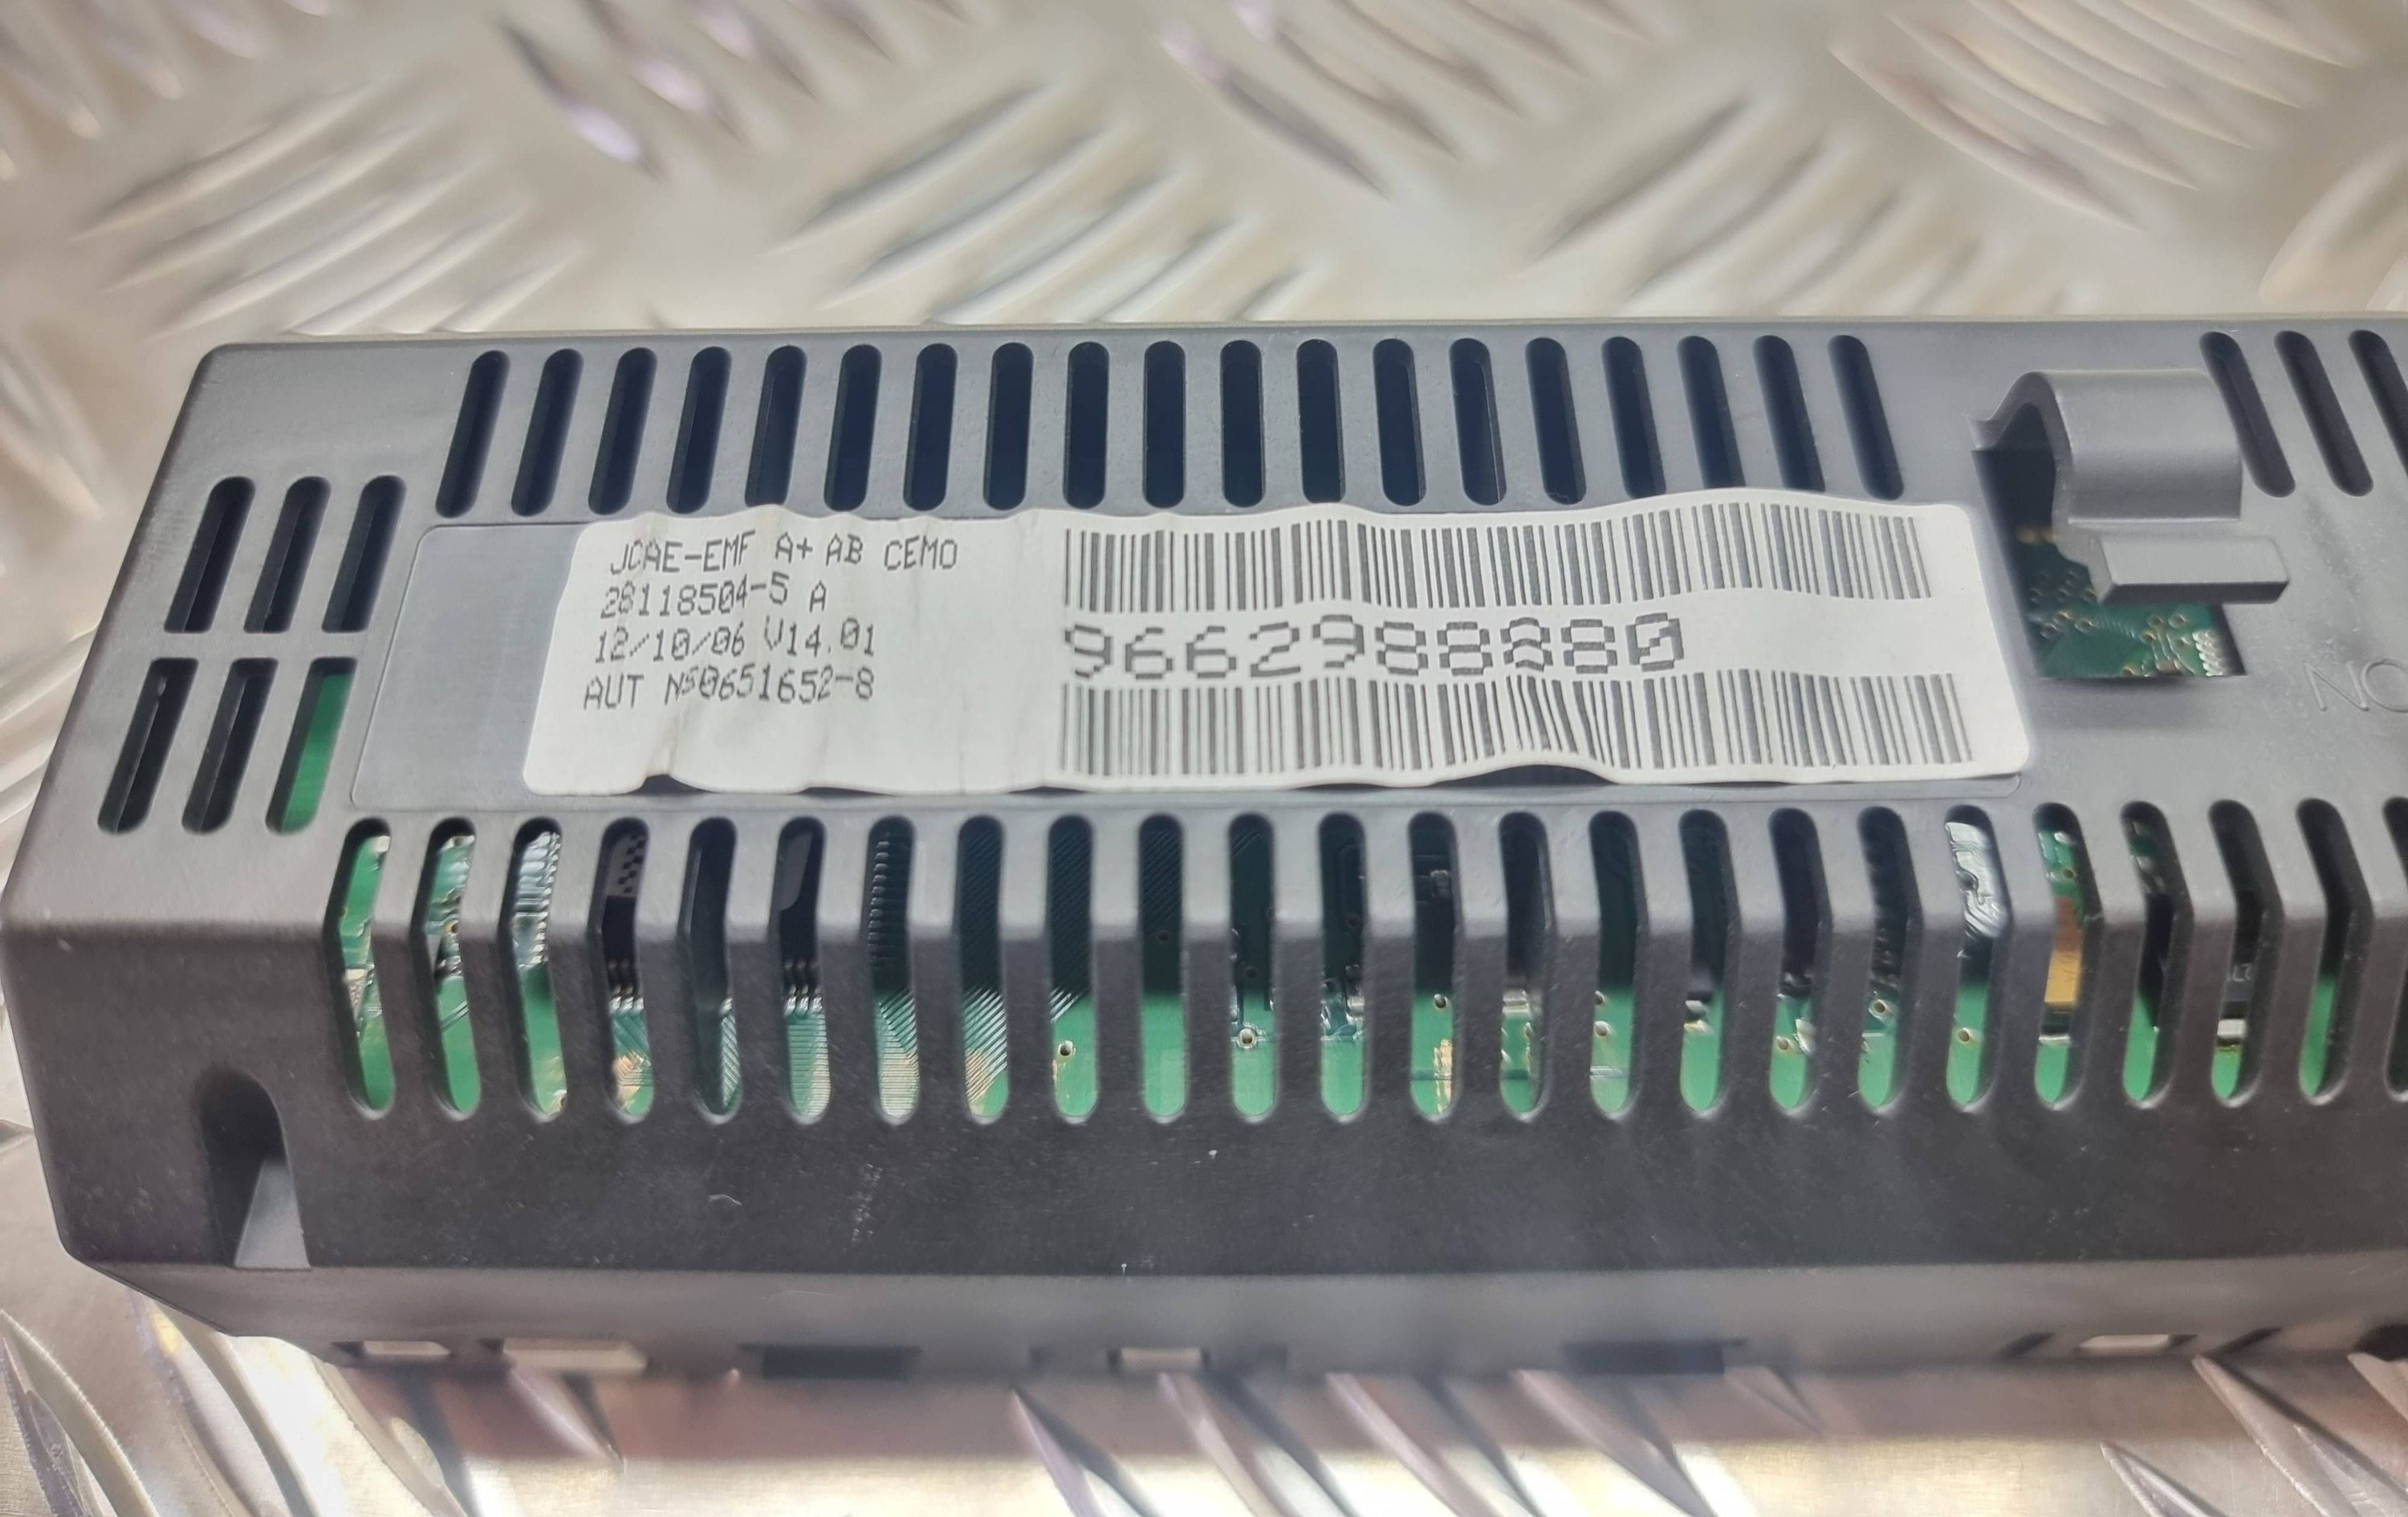 JCAE-EMF A+ AB CEMO
28118504-5 A
12/10/06 V14.01
AUT N50651652-8
9662988880